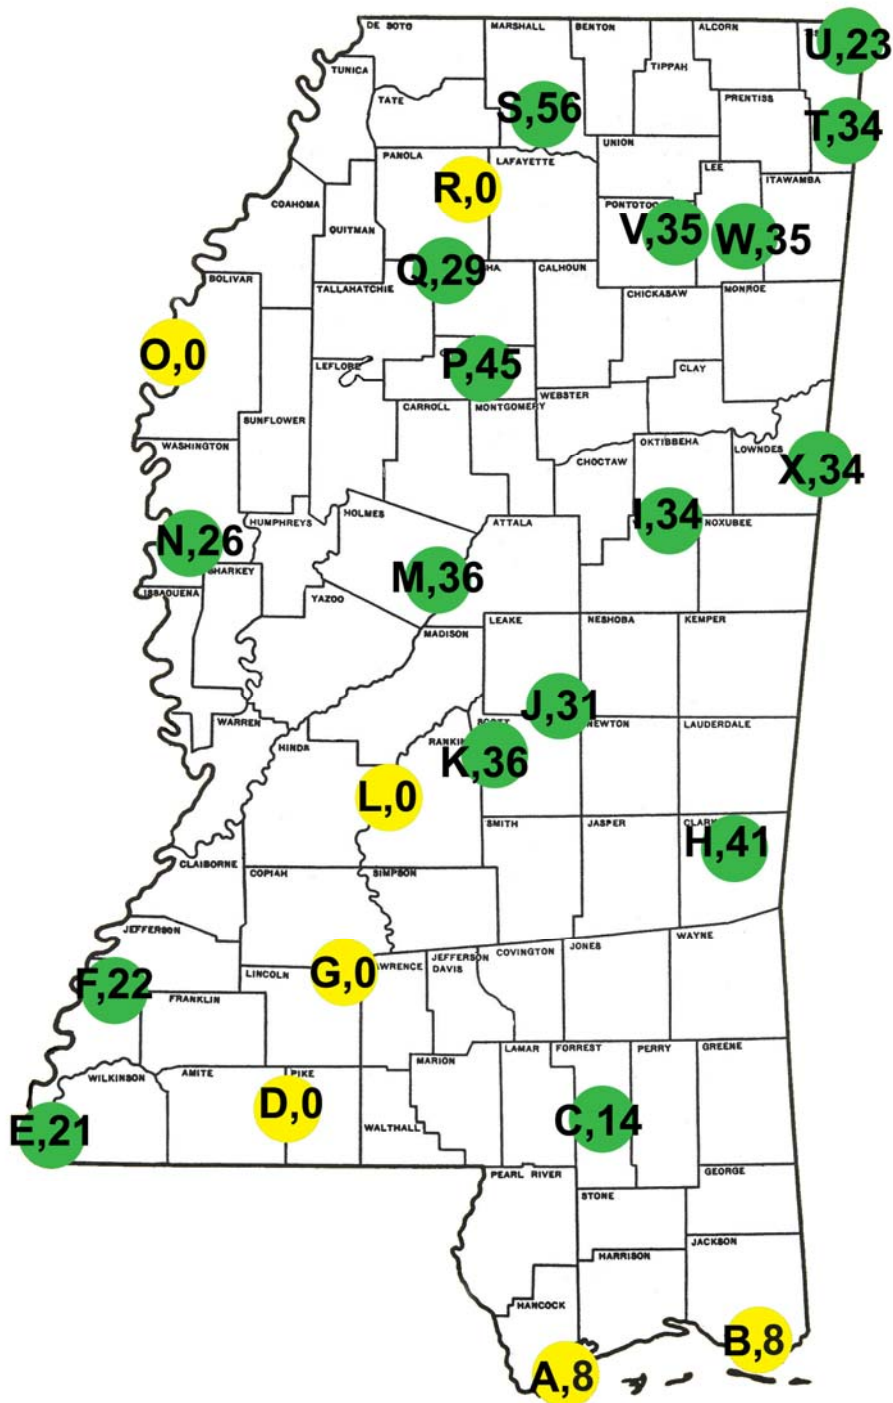 DE SOTO
MARSHALL
BENTON
ALCORN
U,23
TUNICA
TATE
TIPPAH
PRENTISS
S,56
T,34
PANOLA
LAFAYETTE
UNION
LEE
ITAWAMBA
R,0
COAHOMA
QUITMAN
V,35
W,35
Q,29
BOLIVAR
TALLAHATCHIE
CALHOUN
CHICKASAW
MONROE
O,0
LEFLORE
P,45
CLAY
WEBSTER
CARROLL
MONTGOMERY
SUNFLOWER
WASHINGTON
OKTIBBEHA
LOWNDES
CHOCTAW
X,34
N,26
HUMPHREYS
HOLMES
ATTALA
I,34
NOXUBEE
M,36
SHARKEY
ISSAQUENA
YAZOO
MADISON
LEAKE
NESHOBA
KEMPER
J,31
WARREN
HINDS
RANKIN
NEWTON
LAUDERDALE
K,36
L,0
SMITH
JASPER
H,41
CLAIBORNE
COPIAH
SIMPSON
JEFFERSON
JEFFERSON
DAVIS
COVINGTON
JONES
WAYNE
F,22
LINCOLN
G,0
FRANKLIN
WILKINSON
AMITE
PIKE
MARION
LAMAR
FORREST
PERRY
GREENE
E,21
D,0
WALTHALL
C,14
PEARL RIVER
GEORGE
STONE
JACKSON
HARRISON
HANCOCK
B,8
A,8